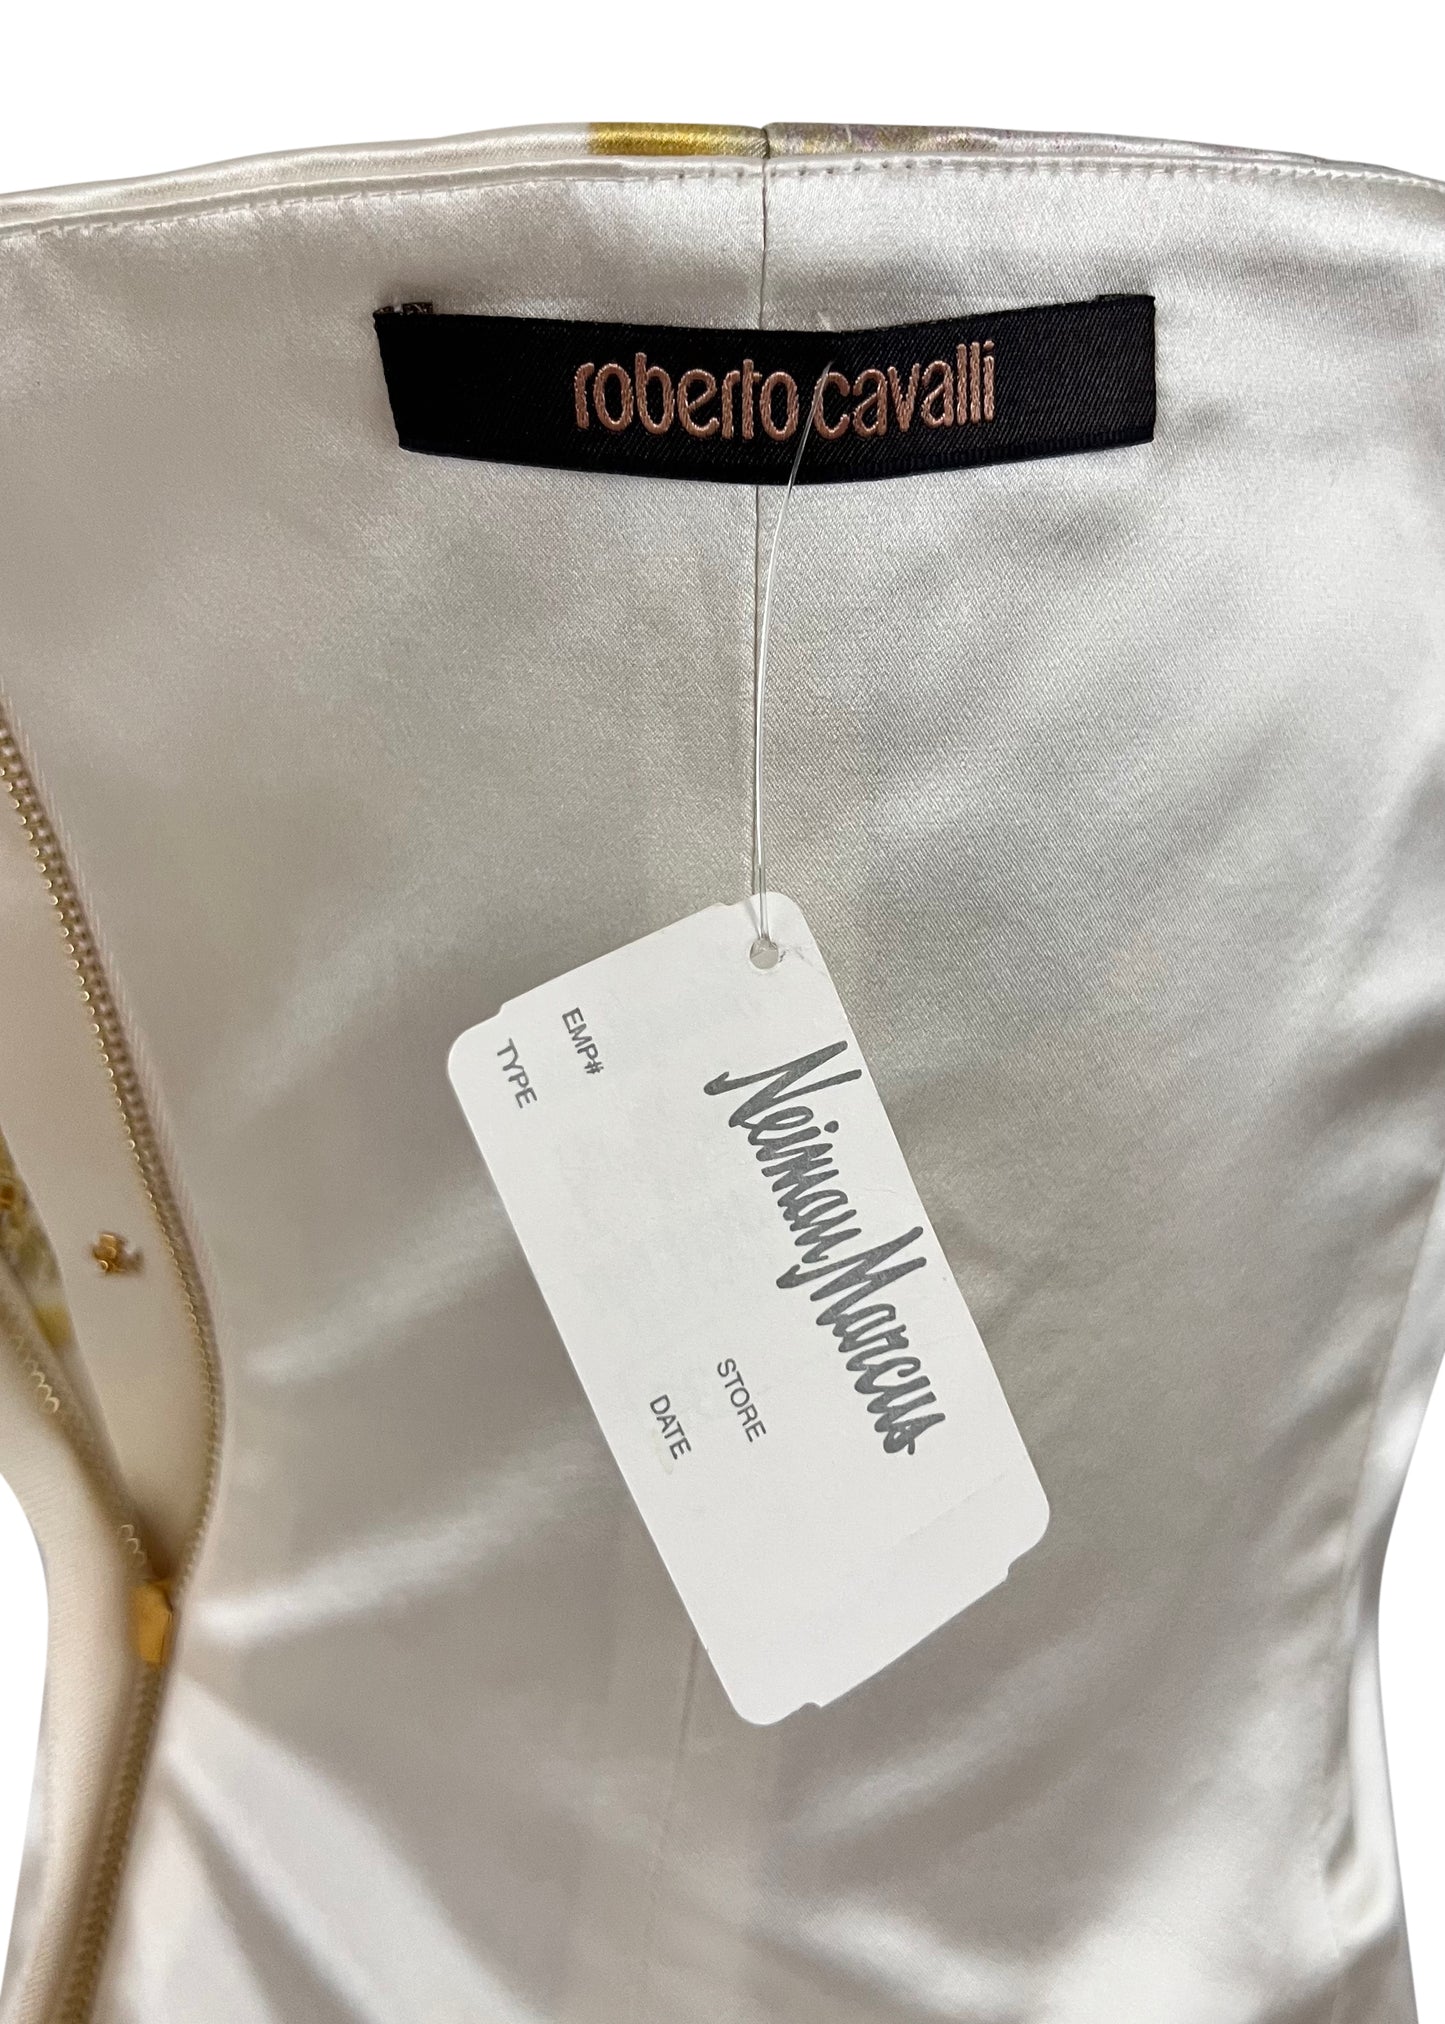 roberto cavalli
Neiman Marcus
EMP#
STORE
TYPE
DATE